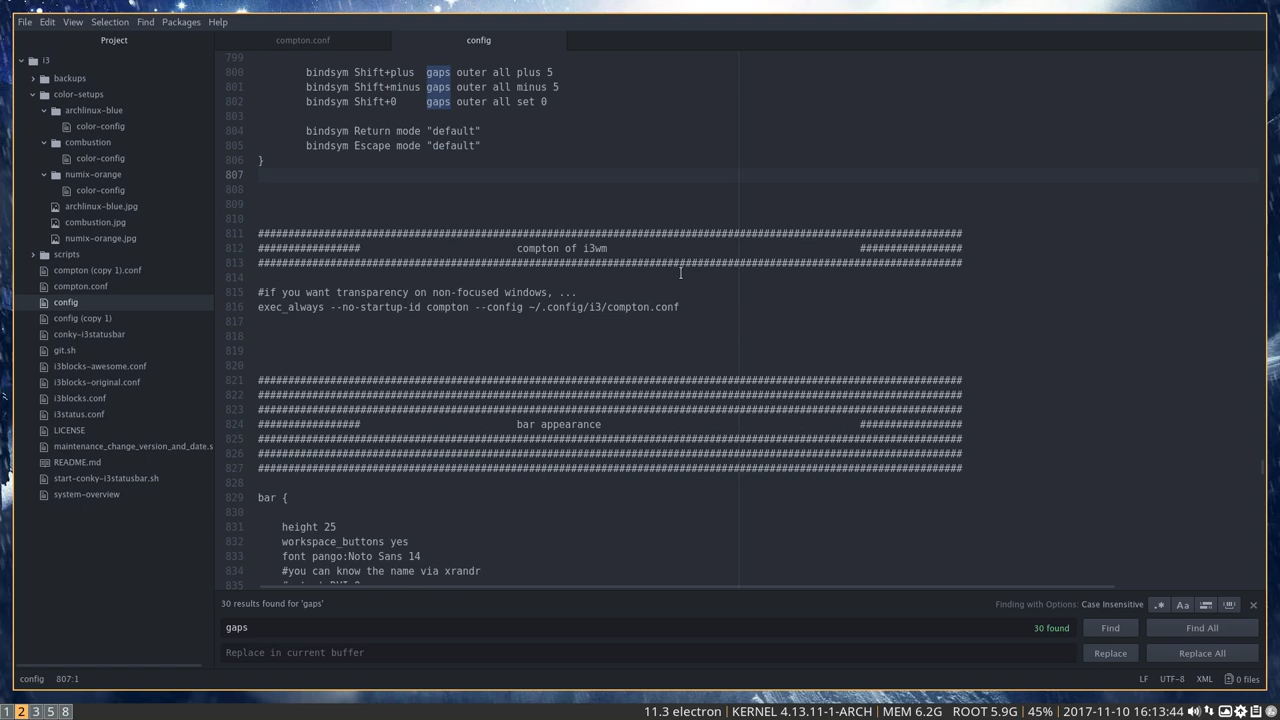 File Edit View Selection Find Packages Help
Project
compton.conf
config
i3
backups
color-setups
archlinux-blue
color-config
combustion
color-config
numix-orange
color-config
archlinux-blue.jpg
combustion.jpg
numix-orange.jpg
scripts
compton (copy 1).conf
compton.conf
config
config (copy 1)
conky-i3statusbar
git.sh
i3blocks-awesome.conf
i3blocks-original.conf
i3blocks.conf
i3status.conf
LICENSE
maintenance_change_version_and_date.s
README.md
start-conky-i3statusbar.sh
system-overview
799
800 bindsym Shift+plus gaps outer all plus 5
801 bindsym Shift+minus gaps outer all minus 5
802 bindsym Shift+0 gaps outer all set 0
803
804 bindsym Return mode "default"
805 bindsym Escape mode "default"
806 }
807
808
809
810
811 #####################################################################################################################
812 ################# compton of i3wm #################
813 #####################################################################################################################
814
815 #if you want transparency on non-focused windows, ...
816 exec_always --no-startup-id compton --config ~/.config/i3/compton.conf
817
818
819
820
821 #####################################################################################################################
822 #####################################################################################################################
823 #####################################################################################################################
824 ################# bar appearance #################
825 #####################################################################################################################
826 #####################################################################################################################
827 #####################################################################################################################
828
829 bar {
830
831 height 25
832 workspace_buttons yes
833 font pango:Noto Sans 14
834 #you can know the name via xrandr
835
30 results found for 'gaps'
Finding with Options: Case Insensitive .* Aa
gaps 30 found Find Find All
Replace in current buffer Replace Replace All
config 807:1 LF UTF-8 XML 0 files
1 2 3 5 8 11.3 electron | KERNEL 4.13.11-1-ARCH | MEM 6.2G | ROOT 5.9G | 45% | 2017-11-10 16:13:44